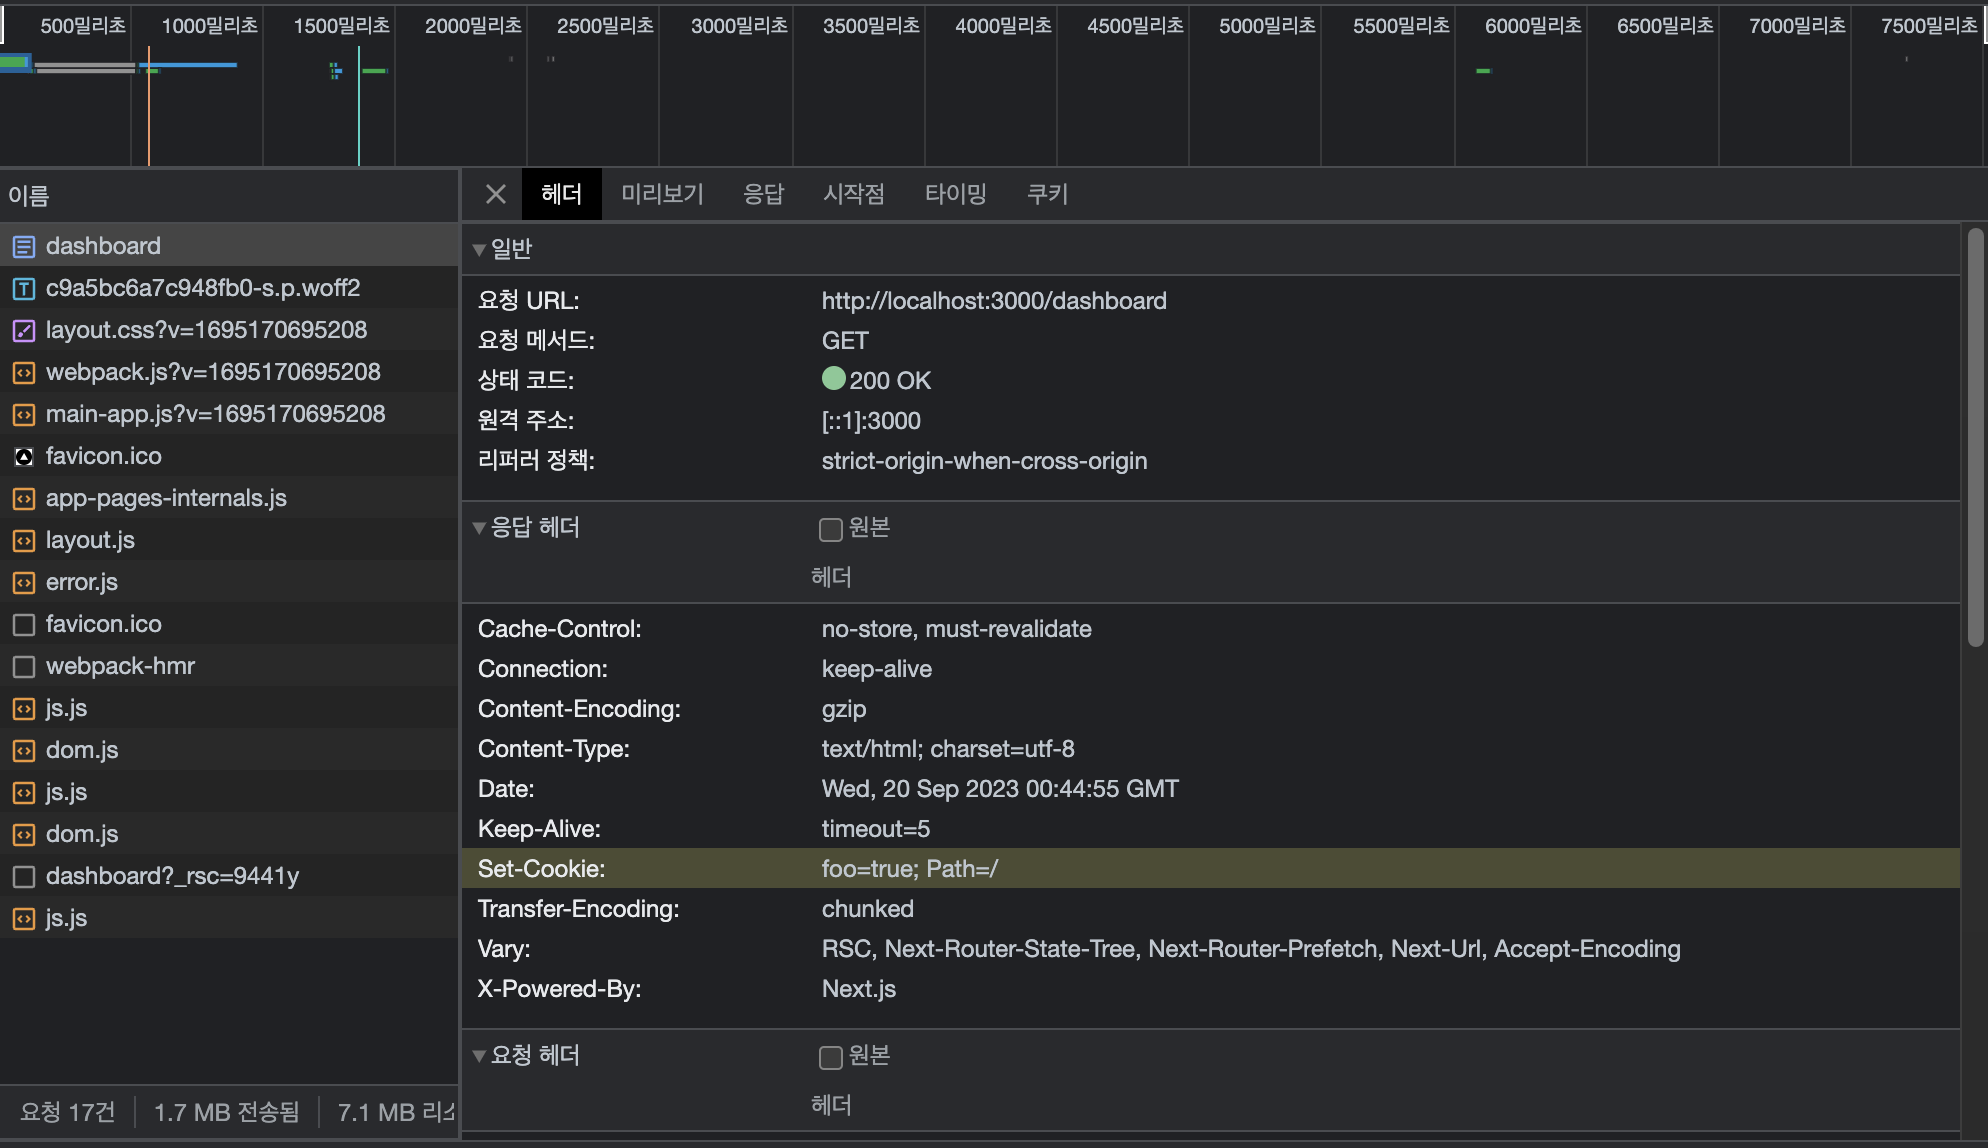 500밀리초 1000밀리초 1500밀리초 2000밀리초 2500밀리초 3000밀리초 3500밀리초 4000밀리초 4500밀리초 5000밀리초 5500밀리초 6000밀리초 6500밀리초 7000밀리초 7500밀리초
이름
dashboard
c9a5bc6a7c948fb0-s.p.woff2
layout.css?v=1695170695208
webpack.js?v=1695170695208
main-app.js?v=1695170695208
favicon.ico
app-pages-internals.js
layout.js
error.js
favicon.ico
webpack-hmr
js.js
dom.js
js.js
dom.js
dashboard?_rsc=9441y
js.js
요청 17건 1.7 MB 전송됨 7.1 MB 리소
헤더 미리보기 응답 시작점 타이밍 쿠키
일반
요청 URL: http://localhost:3000/dashboard
요청 메서드: GET
상태 코드: 200 OK
원격 주소: [::1]:3000
리퍼러 정책: strict-origin-when-cross-origin
응답 헤더 원본
헤더
Cache-Control: no-store, must-revalidate
Connection: keep-alive
Content-Encoding: gzip
Content-Type: text/html; charset=utf-8
Date: Wed, 20 Sep 2023 00:44:55 GMT
Keep-Alive: timeout=5
Set-Cookie: foo=true; Path=/
Transfer-Encoding: chunked
Vary: RSC, Next-Router-State-Tree, Next-Router-Prefetch, Next-Url, Accept-Encoding
X-Powered-By: Next.js
요청 헤더 원본
헤더